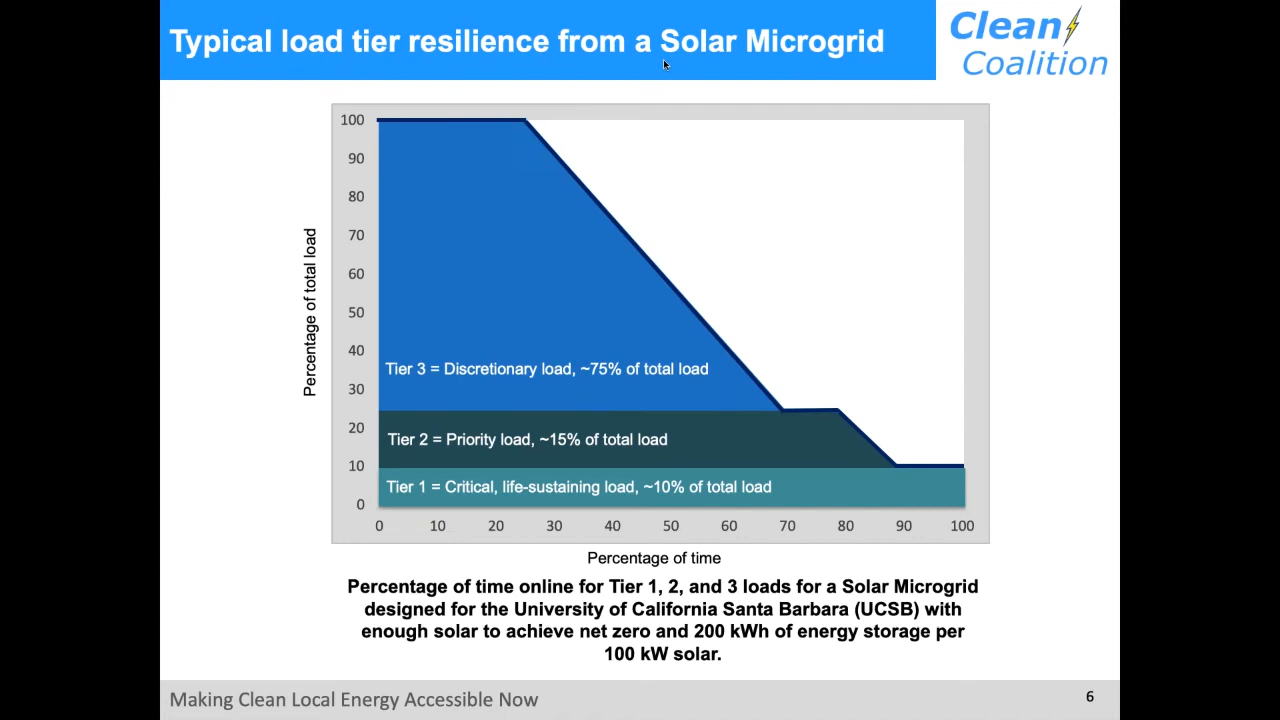 Typical load tier resilience from a Solar Microgrid
Clean
Coalition
Percentage of total load
100
90
80
70
60
50
40
30
20
10
0
Tier 3 = Discretionary load, ~75% of total load
Tier 2 = Priority load, ~15% of total load
Tier 1 = Critical, life-sustaining load, ~10% of total load
0 10 20 30 40 50 60 70 80 90 100
Percentage of time
Percentage of time online for Tier 1, 2, and 3 loads for a Solar Microgrid
designed for the University of California Santa Barbara (UCSB) with
enough solar to achieve net zero and 200 kWh of energy storage per
100 kW solar.
Making Clean Local Energy Accessible Now
6